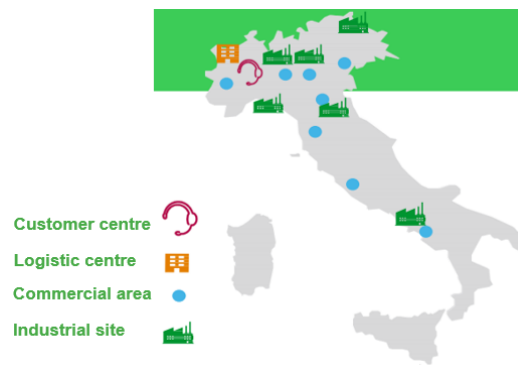 Customer centre
Logistic centre
Commercial area
Industrial site